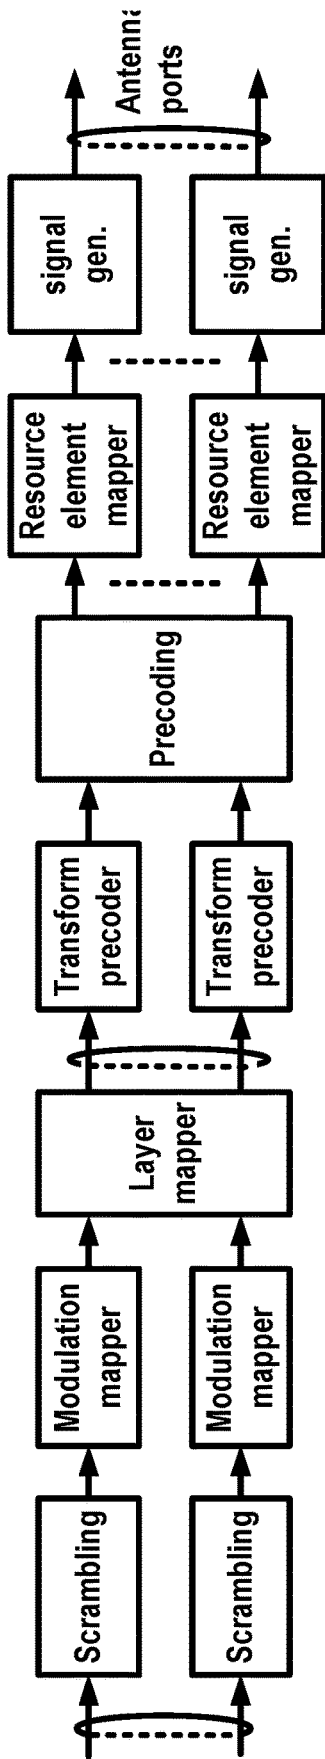 Scrambling
Scrambling
Modulation
mapper
Modulation
mapper
Layer
mapper
Transform
precoder
Transform
precoder
Precoding
Resource
element
mapper
Resource
element
mapper
signal
gen.
signal
gen.
Antenna
ports